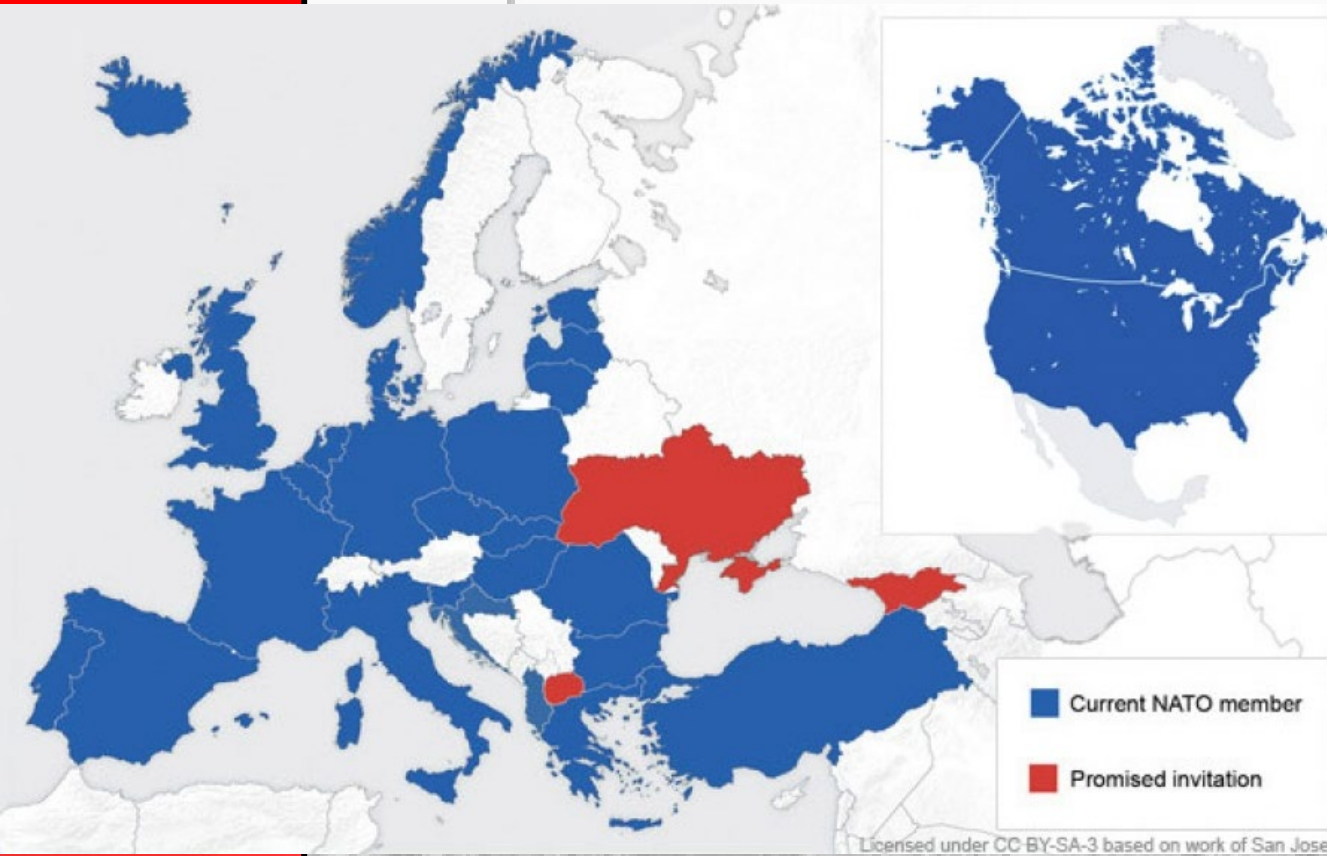 Current NATO member
Promised invitation
Licensed under CC BY-SA-3 based on work of San Jose